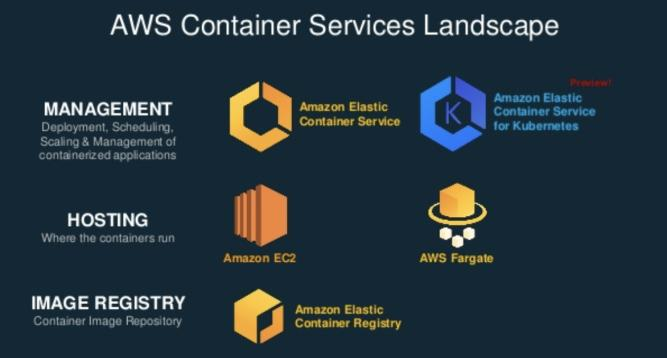 AWS Container Services Landscape
MANAGEMENT
Deployment, Scheduling,
Scaling & Management of
containerized applications
Amazon Elastic
Container Service
Preview!
Amazon Elastic
Container Service
for Kubernetes
K
HOSTING
Where the containers run
Amazon EC2
AWS Fargate
IMAGE REGISTRY
Container Image Repository
Amazon Elastic
Container Registry